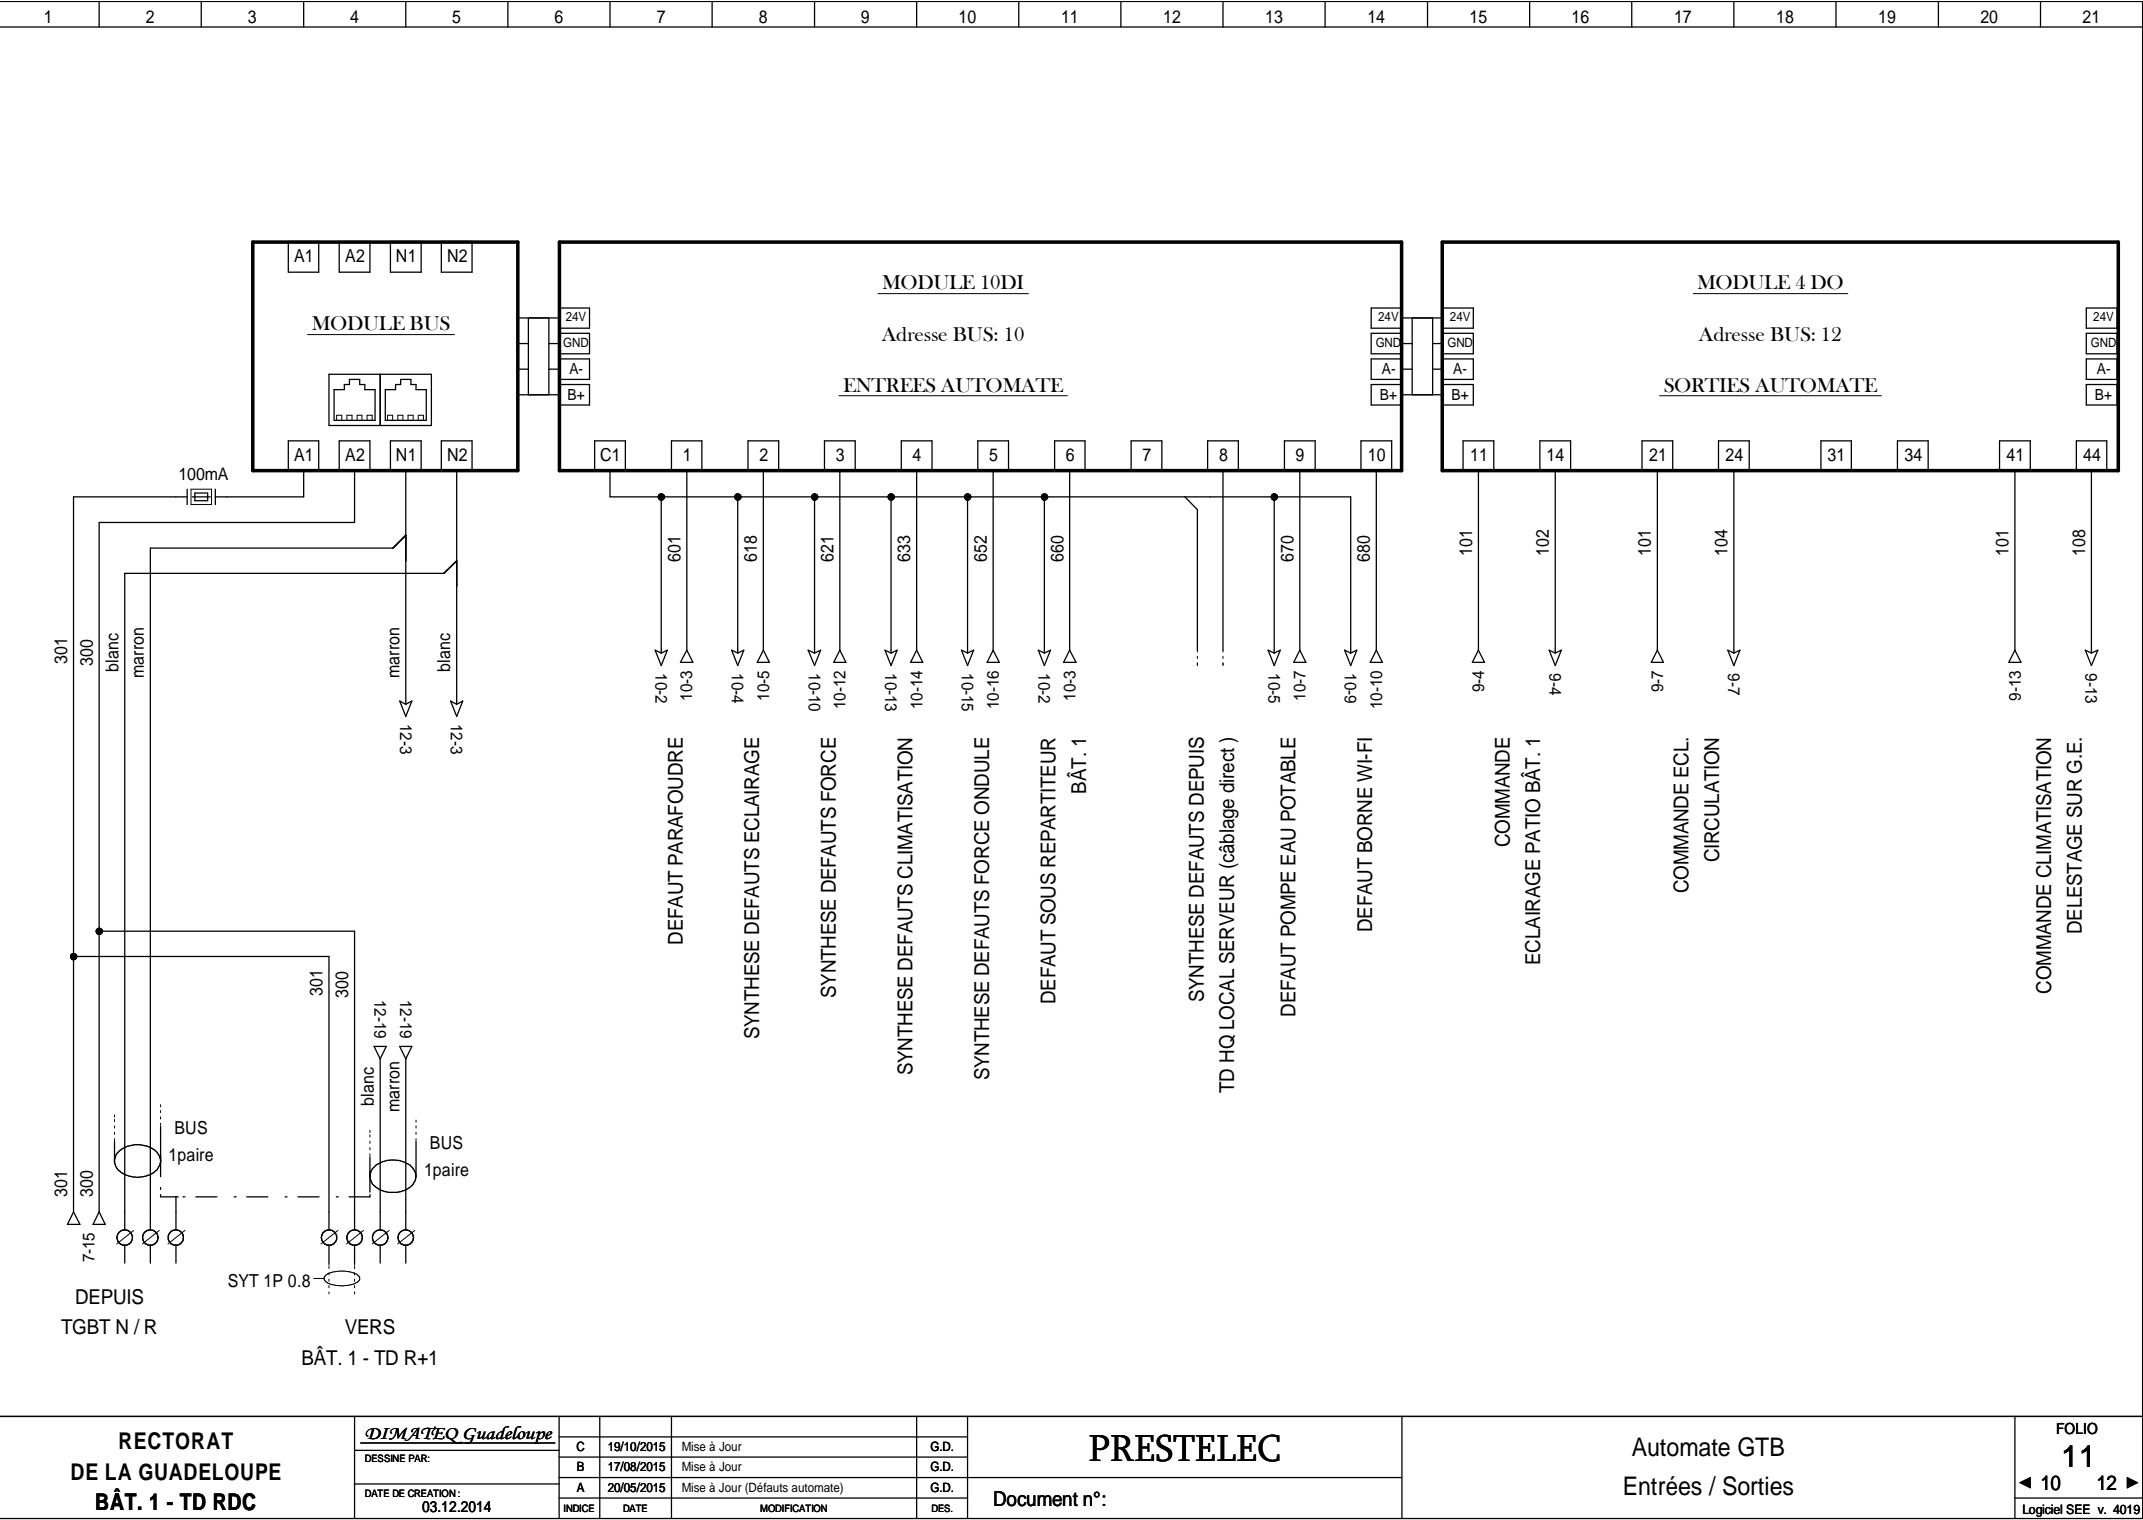 1 2 3 4 5 6 7 8 9 10 11 12 13 14 15 16 17 18 19 20 21
A1 A2 N1 N2
MODULE BUS
A1 A2 N1 N2
100mA
24V
GND
A-
B+
MODULE 10DI
Adresse BUS: 10
ENTREES AUTOMATE
24V
GND
A-
B+
C1 1 2 3 4 5 6 7 8 9 10
24V
GND
A-
B+
MODULE 4 DO
Adresse BUS: 12
SORTIES AUTOMATE
24V
GND
A-
B+
11 14 21 24 31 34 41 44
301
300
blanc
marron
marron
blanc
12-3
12-3
601
618
621
633
652
660
670
680
101
102
101
104
101
108
10-2
10-3
10-4
10-5
10-10
10-12
10-13
10-14
10-15
10-16
10-2
10-3
10-5
10-7
10-9
10-10
9-4
9-4
9-7
9-7
9-13
9-13
DEFAUT PARAFOUDRE
SYNTHESE DEFAUTS ECLAIRAGE
SYNTHESE DEFAUTS FORCE
SYNTHESE DEFAUTS CLIMATISATION
SYNTHESE DEFAUTS FORCE ONDULE
DEFAUT SOUS REPARTITEUR
BÂT. 1
SYNTHESE DEFAUTS DEPUIS
TD HQ LOCAL SERVEUR (câblage direct )
DEFAUT POMPE EAU POTABLE
DEFAUT BORNE WI-FI
COMMANDE
ECLAIRAGE PATIO BÂT. 1
COMMANDE ECL.
CIRCULATION
COMMANDE CLIMATISATION
DELESTAGE SUR G.E.
301
300
12-19
12-19
blanc
marron
BUS
1paire
BUS
1paire
301
300
7-15
SYT 1P 0.8
DEPUIS
TGBT N / R
VERS
BÂT. 1 - TD R+1
RECTORAT
DE LA GUADELOUPE
BÂT. 1 - TD RDC
DIMATEQ Guadeloupe
DESSINE PAR:
DATE DE CREATION :
03.12.2014
C 19/10/2015 Mise à Jour G.D.
B 17/08/2015 Mise à Jour G.D.
A 20/05/2015 Mise à Jour (Défauts automate) G.D.
INDICE DATE MODIFICATION DES.
PRESTELEC
Document n°:
Automate GTB
Entrées / Sorties
FOLIO
11
◄ 10 12 ►
Logiciel SEE v. 4019